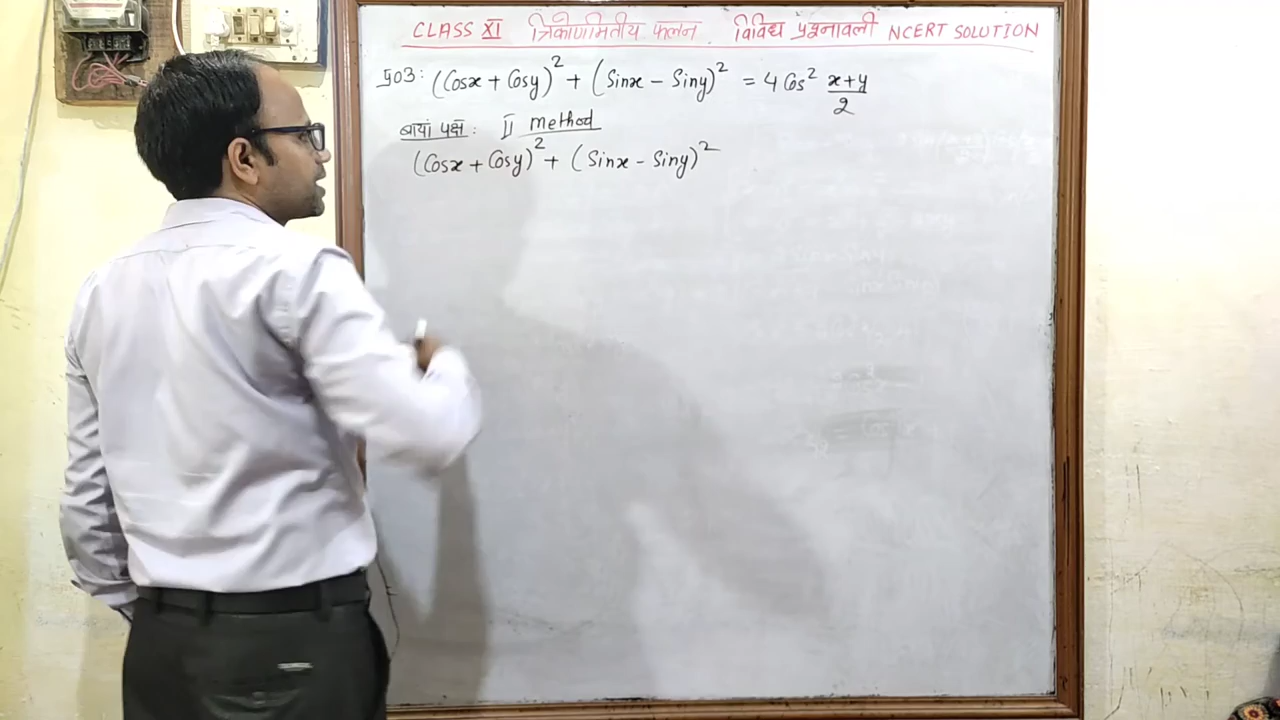 CLASS XI त्रिकोणमितीय फलन विविध प्रश्नावली NCERT SOLUTION
प्र०3: (Cosx + Cosy)² + (Sinx - Siny)² = 4 Cos² (x+y)/2
बायां पक्ष: II method
(Cosx + Cosy)² + (Sinx - Siny)²